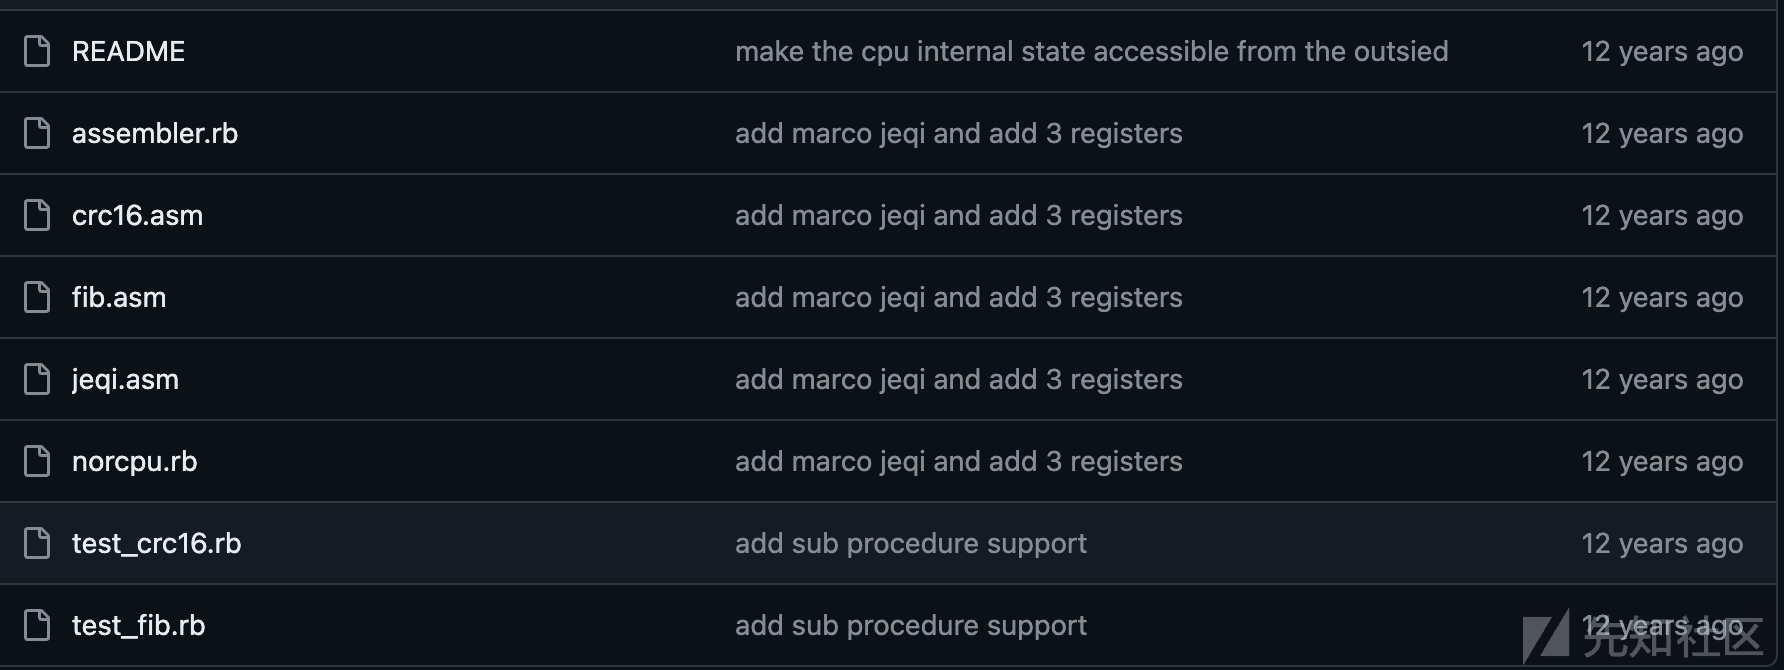 README make the cpu internal state accessible from the outsied 12 years ago
assembler.rb add marco jeqi and add 3 registers 12 years ago
crc16.asm add marco jeqi and add 3 registers 12 years ago
fib.asm add marco jeqi and add 3 registers 12 years ago
jeqi.asm add marco jeqi and add 3 registers 12 years ago
norcpu.rb add marco jeqi and add 3 registers 12 years ago
test_crc16.rb add sub procedure support 12 years ago
test_fib.rb add sub procedure support 12 years ago
先知社区